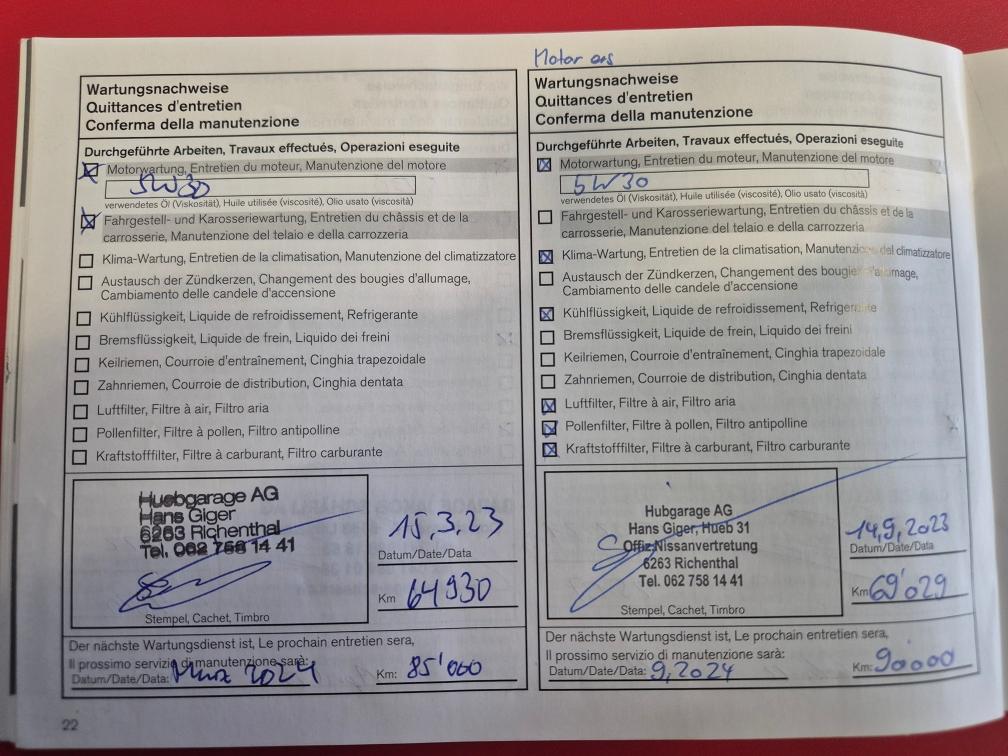 Wartungsnachweise
Quittances d'entretien
Conferma della manutenzione
Durchgeführte Arbeiten, Travaux effectués, Operazioni eseguite
Motorwartung, Entretien du moteur, Manutenzione del motore
5W30
verwendetes Öl (Viskosität), Huile utilisée (viscosité), Olio usato (viscosità)
Fahrgestell- und Karosseriewartung, Entretien du châssis et de la
carrosserie, Manutenzione del telaio e della carrozzeria
Klima-Wartung, Entretien de la climatisation, Manutenzione del climatizzatore
Austausch der Zündkerzen, Changement des bougies d'allumage,
Cambiamento delle candele d'accensione
Kühlflüssigkeit, Liquide de refroidissement, Refrigerante
Bremsflüssigkeit, Liquide de frein, Liquido dei freini
Keilriemen, Courroie d'entraînement, Cinghia trapezoidale
Zahnriemen, Courroie de distribution, Cinghia dentata
Luftfilter, Filtre à air, Filtro aria
Pollenfilter, Filtre à pollen, Filtro antipolline
Kraftstofffilter, Filtre à carburant, Filtro carburante
Huebgarage AG
Hans Giger
6263 Richenthal
Tel. 062 758 14 41
Stempel, Cachet, Timbro
15.3.23
Datum/Date/Data
Km 64930
Der nächste Wartungsdienst ist, Le prochain entretien sera,
Il prossimo servizio di manutenzione sarà:
Datum/Date/Data: März 2024
Km: 85'000
22
Motor
Wartungsnachweise
Quittances d'entretien
Conferma della manutenzione
Durchgeführte Arbeiten, Travaux effectués, Operazioni eseguite
Motorwartung, Entretien du moteur, Manutenzione del motore
5W30
verwendetes Öl (Viskosität), Huile utilisée (viscosité), Olio usato (viscosità)
Fahrgestell- und Karosseriewartung, Entretien du châssis et de la
carrosserie, Manutenzione del telaio e della carrozzeria
Klima-Wartung, Entretien de la climatisation, Manutenzione del climatizzatore
Austausch der Zündkerzen, Changement des bougies d'allumage,
Cambiamento delle candele d'accensione
Kühlflüssigkeit, Liquide de refroidissement, Refrigerante
Bremsflüssigkeit, Liquide de frein, Liquido dei freini
Keilriemen, Courroie d'entraînement, Cinghia trapezoidale
Zahnriemen, Courroie de distribution, Cinghia dentata
Luftfilter, Filtre à air, Filtro aria
Pollenfilter, Filtre à pollen, Filtro antipolline
Kraftstofffilter, Filtre à carburant, Filtro carburante
Hubgarage AG
Hans Giger, Hueb 31
Offiz.Nissanvertretung
6263 Richenthal
Tel. 062 758 14 41
Stempel, Cachet, Timbro
14,9,2023
Datum/Date/Data
Km 69'029
Der nächste Wartungsdienst ist, Le prochain entretien sera,
Il prossimo servizio di manutenzione sarà:
Datum/Date/Data: 9,2024
Km: 90000